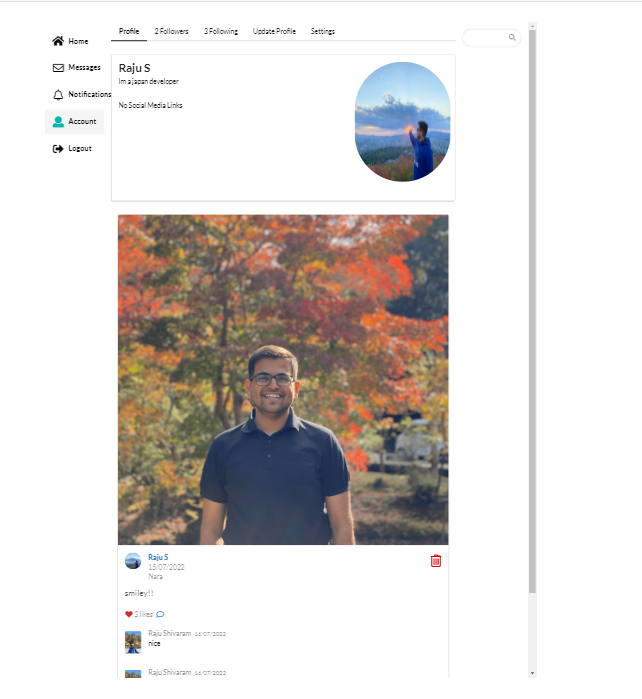 Home
Messages
Notifications
Account
Logout
Profile
2 Followers
3 Following
Update Profile
Settings
Raju S
Im a japan developer
No Social Media Links
Raju S
15/07/2022
Nara
smiley!!
3 likes
Raju Shivaram 16/07/2022
nice
Raju Shivaram 16/07/2022